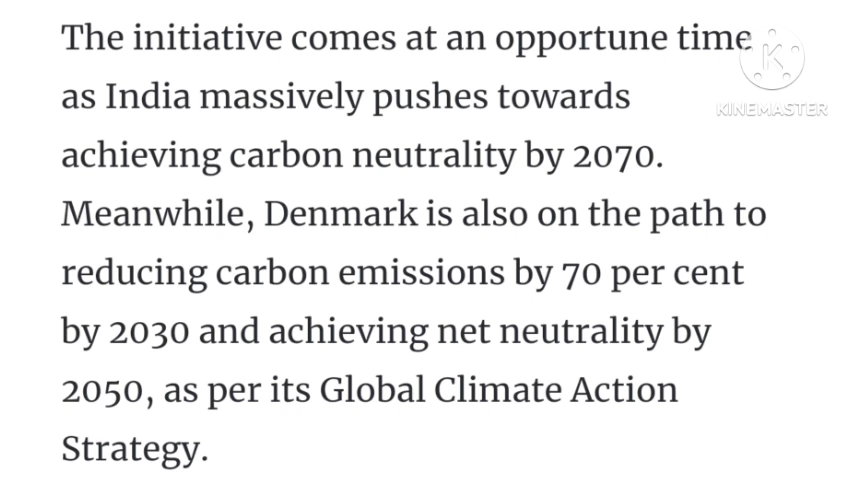 The initiative comes at an opportune time
as India massively pushes towards
achieving carbon neutrality by 2070.
Meanwhile, Denmark is also on the path to
reducing carbon emissions by 70 per cent
by 2030 and achieving net neutrality by
2050, as per its Global Climate Action
Strategy.
K
KINEMASTER